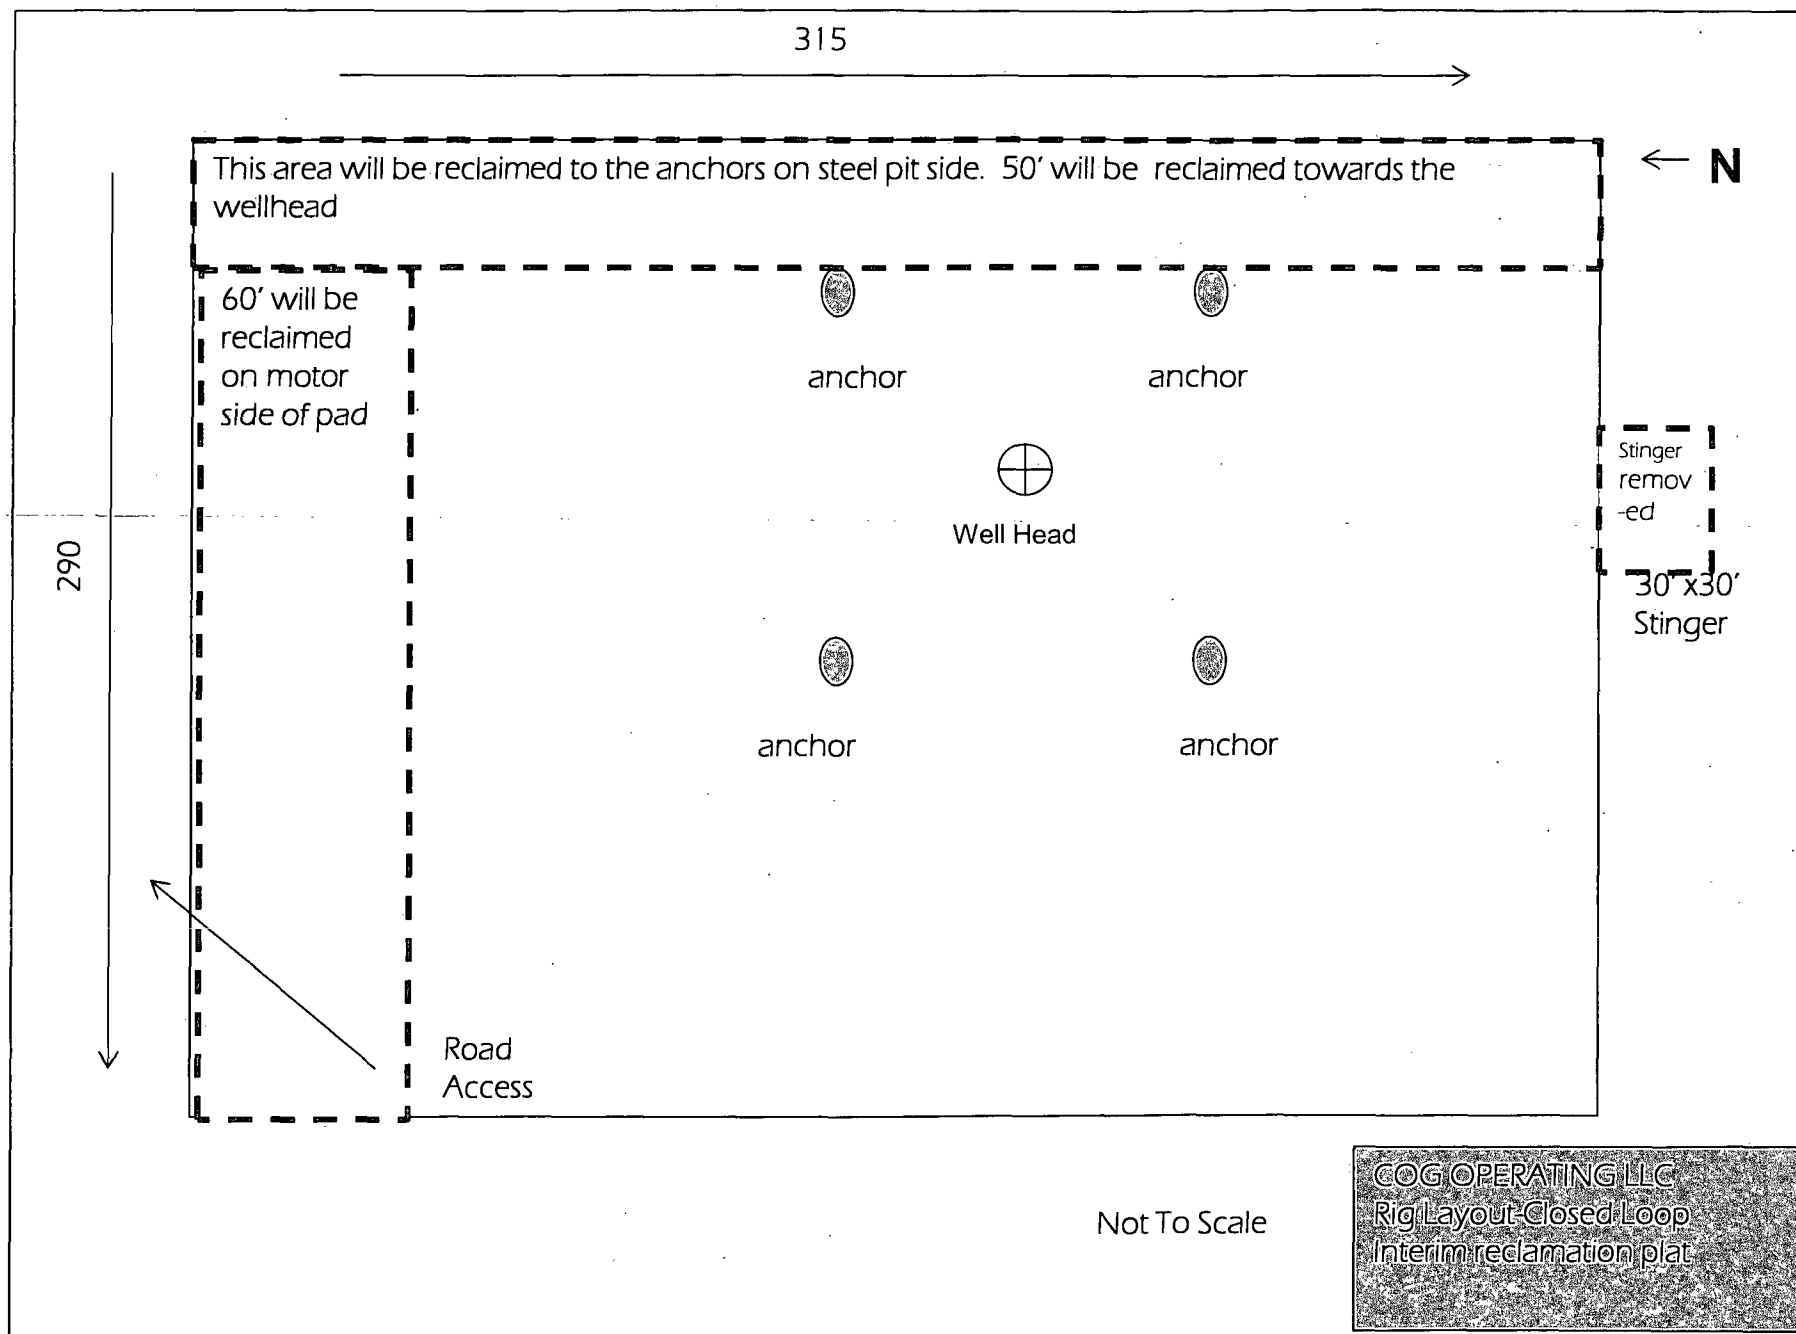 315
N
This area will be reclaimed to the anchors on steel pit side. 50' will be reclaimed towards the
wellhead
60' will be
reclaimed
on motor
side of pad
anchor
anchor
Stinger
remov
-ed
Well Head
290
30'x30'
Stinger
anchor
anchor
Road
Access
Not To Scale
COG OPERATING LLC
Rig Layout-Closed Loop
Interim reclamation plat